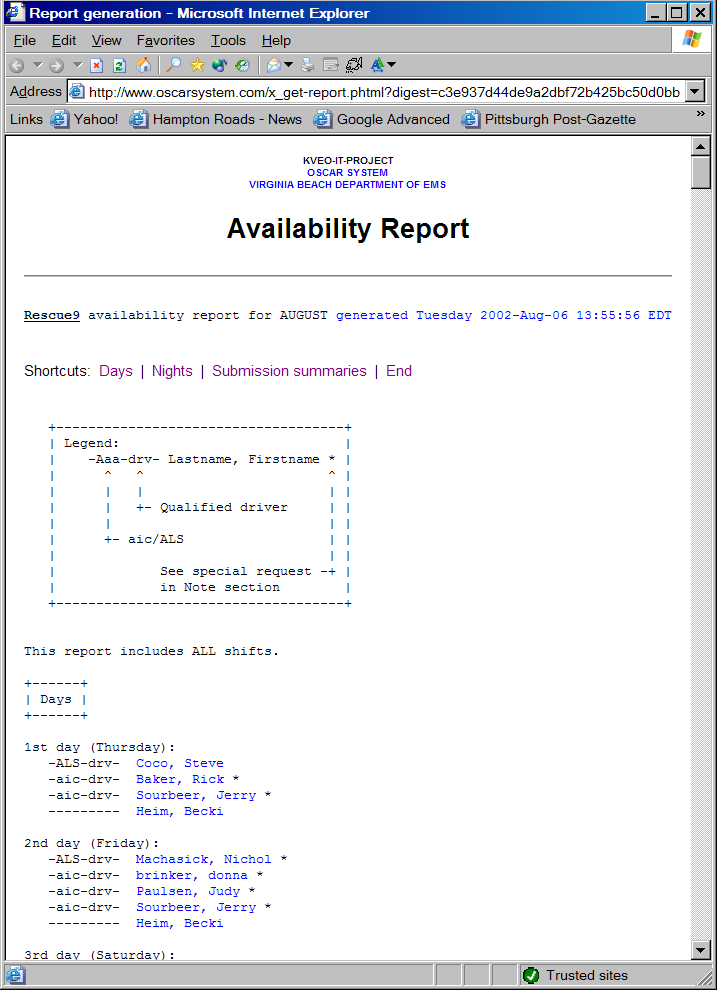 Report generation - Microsoft Internet Explorer
File Edit View Favorites Tools Help
Address http://www.oscarsystem.com/x_get-report.phtml?digest=c3e937d44de9a2dbf72b425bc50d0bb
Links Yahoo! Hampton Roads - News Google Advanced Pittsburgh Post-Gazette »
KVEO-IT-PROJECT
OSCAR SYSTEM
VIRGINIA BEACH DEPARTMENT OF EMS
Availability Report
Rescue9 availability report for AUGUST generated Tuesday 2002-Aug-06 13:55:56 EDT
Shortcuts: Days | Nights | Submission summaries | End
+------------------------------------+
| Legend:                            |
|    -Aaa-drv- Lastname, Firstname * |
|      ^   ^                       ^ |
|      |   |                       | |
|      |   +- Qualified driver     | |
|      |                           | |
|      +- aic/ALS                  | |
|                                  | |
|             See special request -+ |
|             in Note section        |
+------------------------------------+
This report includes ALL shifts.
+------+
| Days |
+------+
1st day (Thursday):
-ALS-drv- Coco, Steve
-aic-drv- Baker, Rick *
-aic-drv- Sourbeer, Jerry *
--------- Heim, Becki
2nd day (Friday):
-ALS-drv- Machasick, Nichol *
-aic-drv- brinker, donna *
-aic-drv- Paulsen, Judy *
-aic-drv- Sourbeer, Jerry *
--------- Heim, Becki
3rd day (Saturday):
Trusted sites